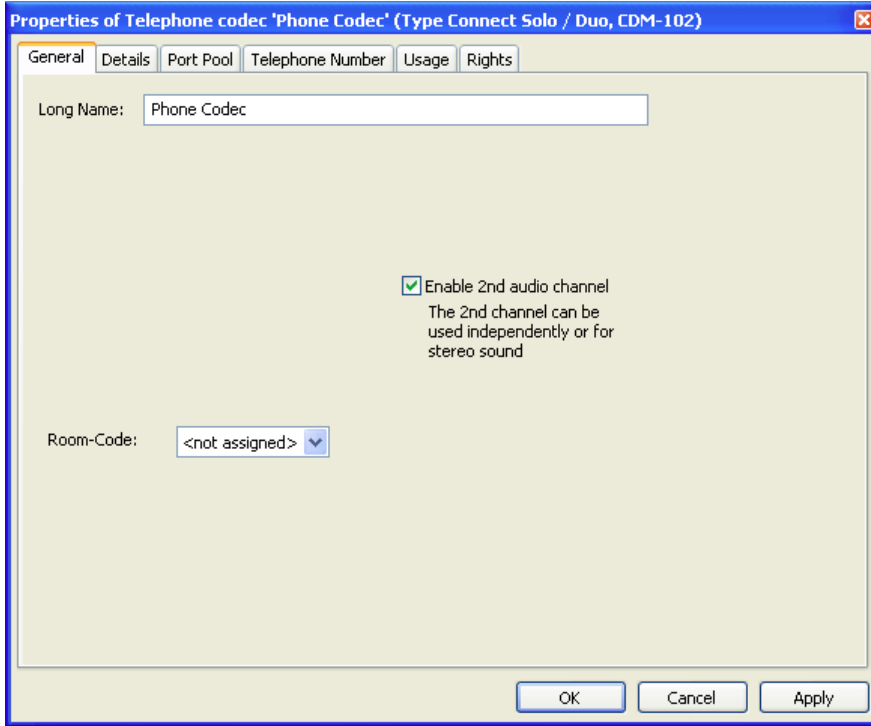 Properties of Telephone codec 'Phone Codec' (Type Connect Solo / Duo, CDM-102)
General Details Port Pool Telephone Number Usage Rights
Long Name: Phone Codec
Enable 2nd audio channel
The 2nd channel can be
used independently or for
stereo sound
Room-Code: <not assigned>
OK Cancel Apply